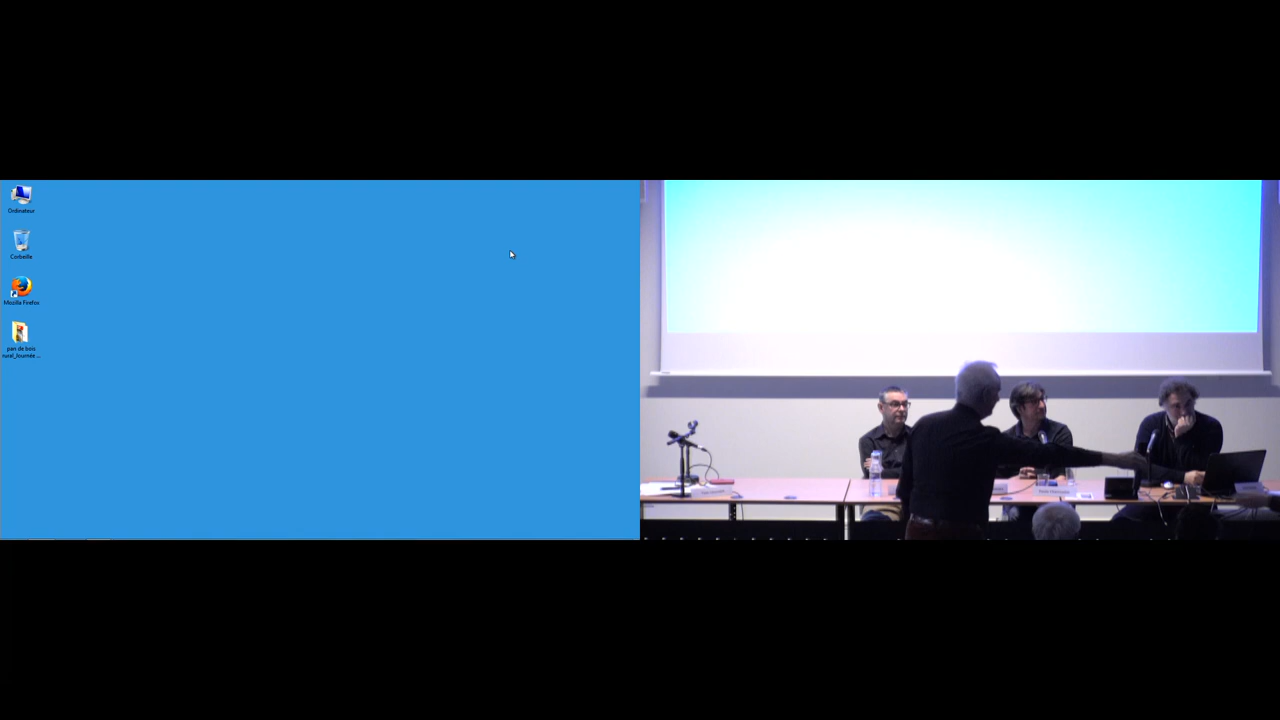 Ordinateur
Corbeille
Mozilla Firefox
pan de bois
rural_Journée ...